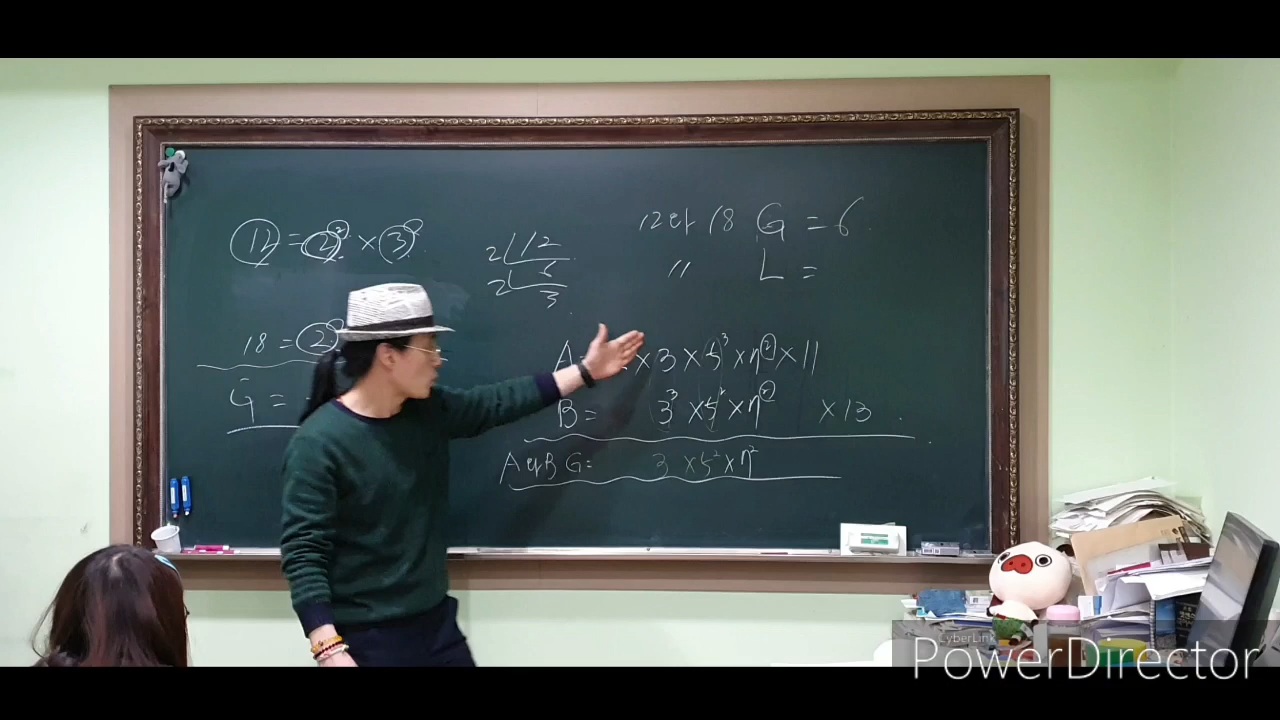 12 = 2² × 3
2 12
2 6
3
18 = 2
G =
12와 18 G = 6
〃 L =
A = × 3 × 5³ × 7² × 11
B = 3³ × 5² × 7² × 13
A와B G = 3 × 5² × 7²
CyberLink
PowerDirector